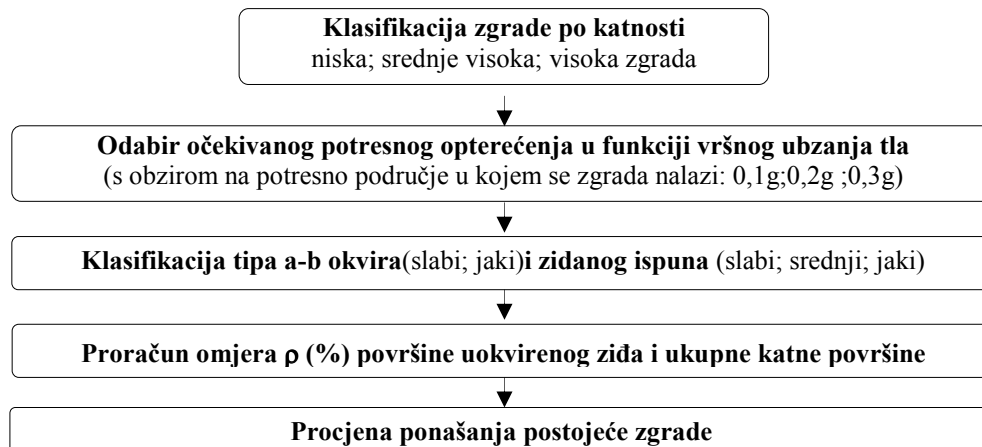 Klasifikacija zgrade po katnosti
niska; srednje visoka; visoka zgrada
Odabir očekivanog potresnog opterećenja u funkciji vršnog ubzanja tla
(s obzirom na potresno područje u kojem se zgrada nalazi: 0,1g;0,2g ;0,3g)
Klasifikacija tipa a-b okvira(slabi; jaki)i zidanog ispuna (slabi, srednji; jaki)
Proračun omjera ρ (%) površine uokvirenog ziđa i ukupne katne površine
Procjena ponašanja postojeće zgrade